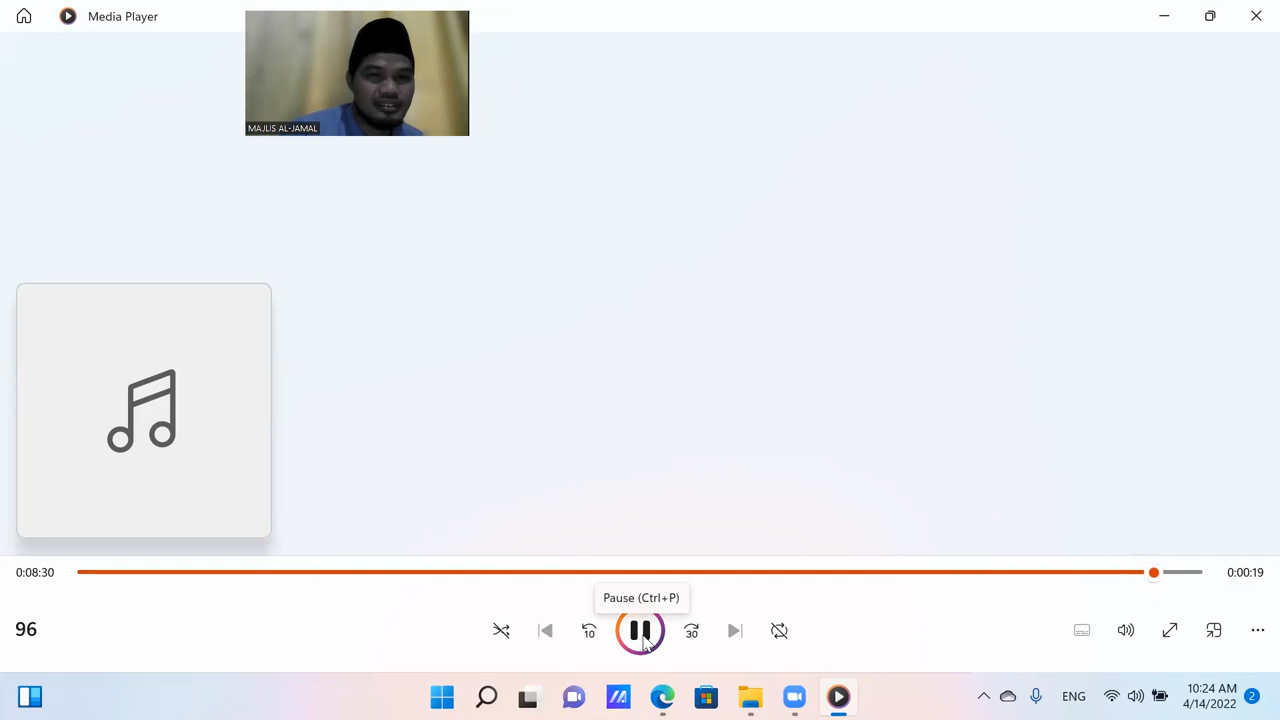 Media Player
MAJLIS AL-JAMAL
0:08:30
0:00:19
Pause (Ctrl+P)
96
10
30
ENG
10:24 AM
4/14/2022
2